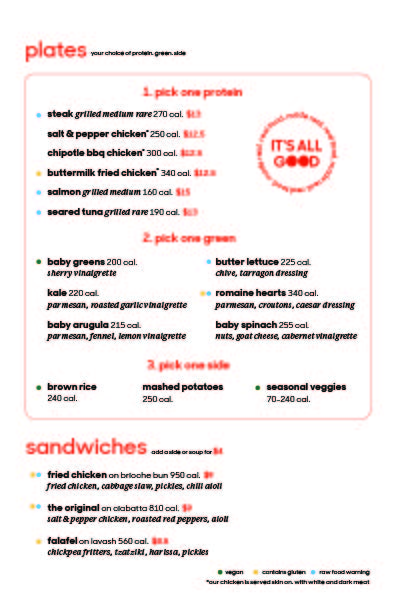 plates your choice of protein. green. side
1. pick one protein
steak grilled medium rare 270 cal. $13
salt & pepper chicken* 250 cal. $12.5
chipotle bbq chicken* 300 cal.
buttermilk fried chicken* 340 cal.
salmon grilled medium 160 cal. $15
seared tuna grilled rare 190 cal. $13
IT'S ALL
GOOD
2. pick one green
baby greens 200 cal.
sherry vinaigrette
butter lettuce 225 cal.
chive, tarragon dressing
kale 220 cal.
parmesan, roasted garlic vinaigrette
romaine hearts 340 cal.
parmesan, croutons, caesar dressing
baby arugula 215 cal.
parmesan, fennel, lemon vinaigrette
baby spinach 255 cal.
nuts, goat cheese, cabernet vinaigrette
3. pick one side
brown rice
240 cal.
mashed potatoes
250 cal.
seasonal veggies
70-240 cal.
sandwiches add a side or soup for $4
fried chicken on brioche bun 950 cal. $9
fried chicken, cabbage slaw, pickles, chili aioli
the original on ciabatta 810 cal. $9
salt & pepper chicken, roasted red peppers, aioli
falafel on lavash 560 cal.
chickpea fritters, tzatziki, harissa, pickles
vegan contains gluten raw food warning
*our chicken is served skin on. with white and dark meat